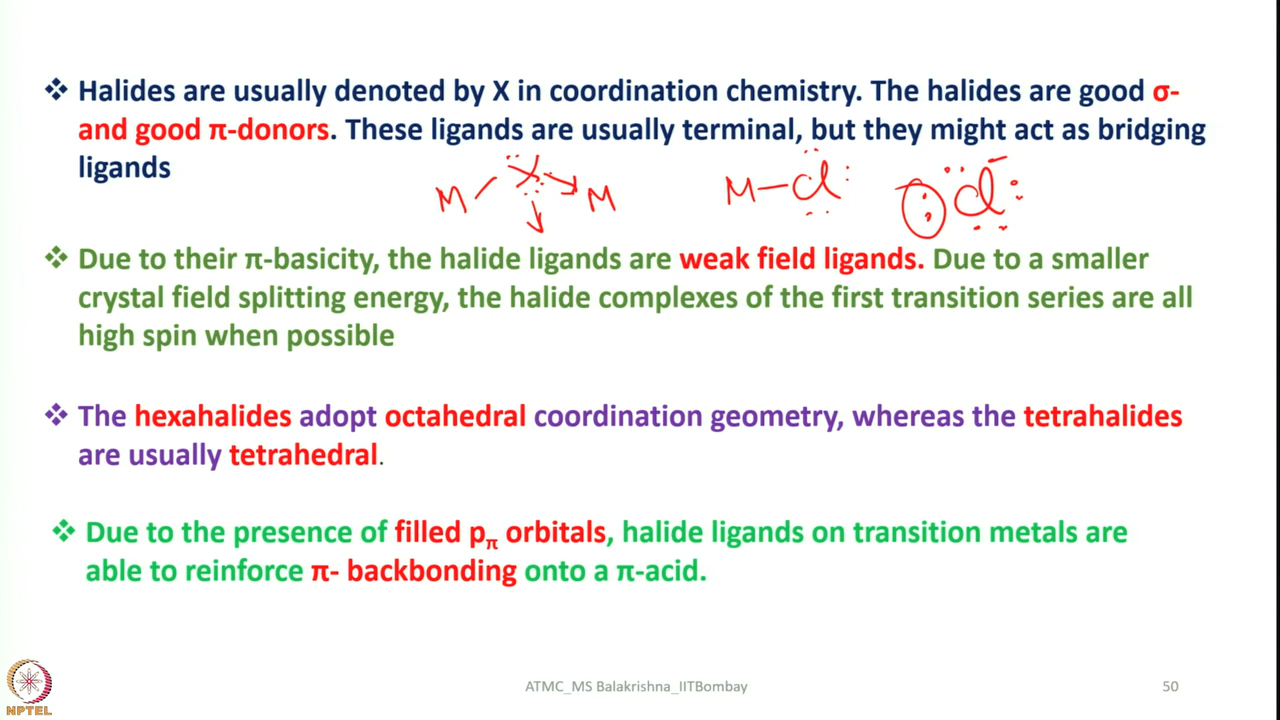 ❖ Halides are usually denoted by X in coordination chemistry. The halides are good σ-
and good π-donors. These ligands are usually terminal, but they might act as bridging
ligands
M X M M-Cl Cl⁻
❖ Due to their π-basicity, the halide ligands are weak field ligands. Due to a smaller
crystal field splitting energy, the halide complexes of the first transition series are all
high spin when possible
❖ The hexahalides adopt octahedral coordination geometry, whereas the tetrahalides
are usually tetrahedral.
❖ Due to the presence of filled pπ orbitals, halide ligands on transition metals are
able to reinforce π- backbonding onto a π-acid.
NPTEL
ATMC_MS Balakrishna_IITBombay
50